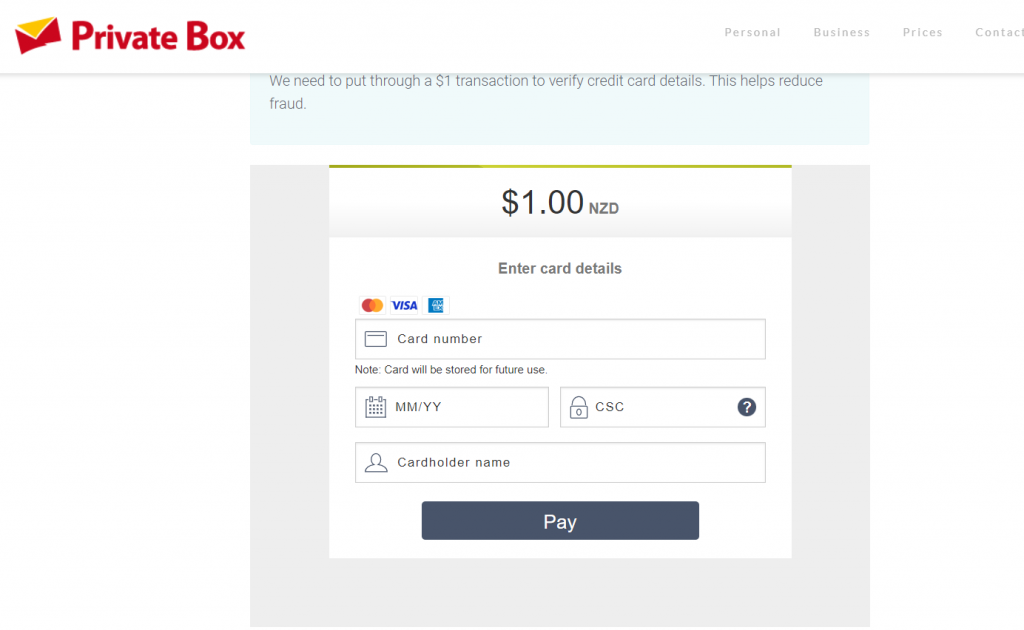 Private Box
Personal Business Prices Contact
We need to put through a $1 transaction to verify credit card details. This helps reduce
fraud.
$1.00 NZD
Enter card details
VISA
AM
EX
Card number
Note: Card will be stored for future use.
MM/YY
CSC
?
Cardholder name
Pay